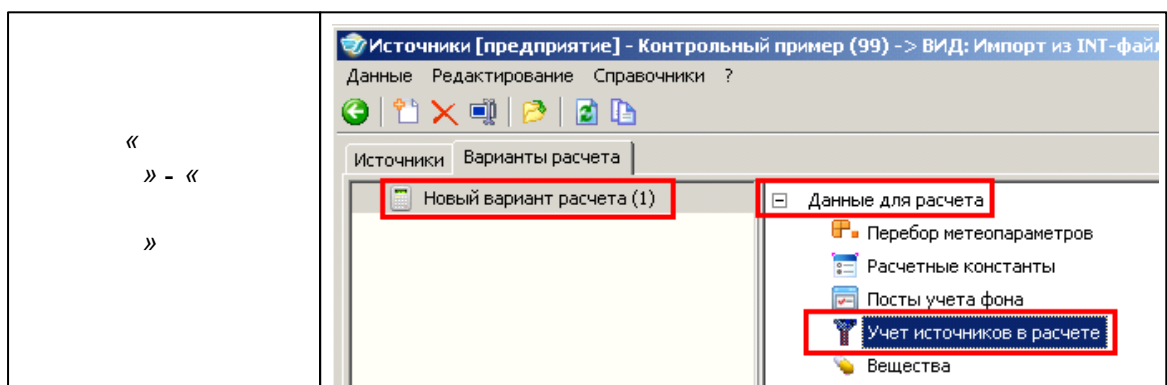 «
» - «
»
Источники [предприятие] - Контрольный пример (99) -> ВИД: Импорт из INT-файл
Данные Редактирование Справочники ?
Источники Варианты расчета
Новый вариант расчета (1)
Данные для расчета
Перебор метеопараметров
Расчетные константы
Посты учета фона
Учет источников в расчете
Вещества